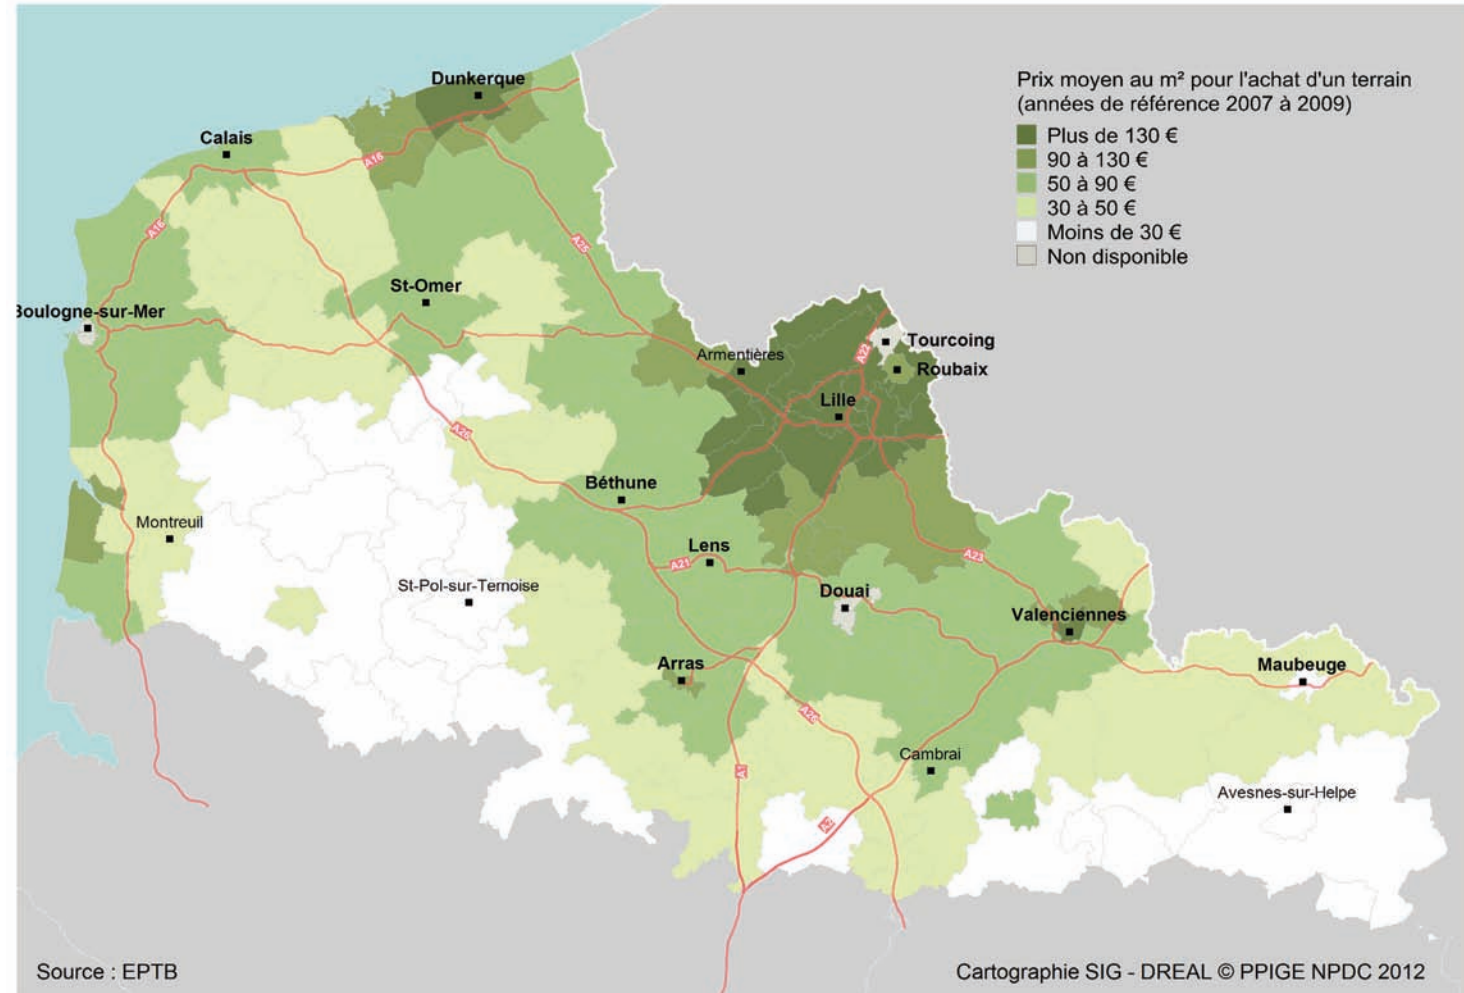 Prix moyen au m² pour l'achat d'un terrain
(années de référence 2007 à 2009)
Plus de 130 €
90 à 130 €
50 à 90 €
30 à 50 €
Moins de 30 €
Non disponible
Dunkerque
Calais
A16
A16
A25
St-Omer
Boulogne-sur-Mer
Armentières
A22
Tourcoing
Roubaix
Lille
A26
Béthune
Montreuil
Lens
A21
A23
St-Pol-sur-Ternoise
Douai
Valenciennes
Arras
Maubeuge
A26
Cambrai
A1
Avesnes-sur-Helpe
A2
Source : EPTB
Cartographie SIG - DREAL © PPIGE NPDC 2012